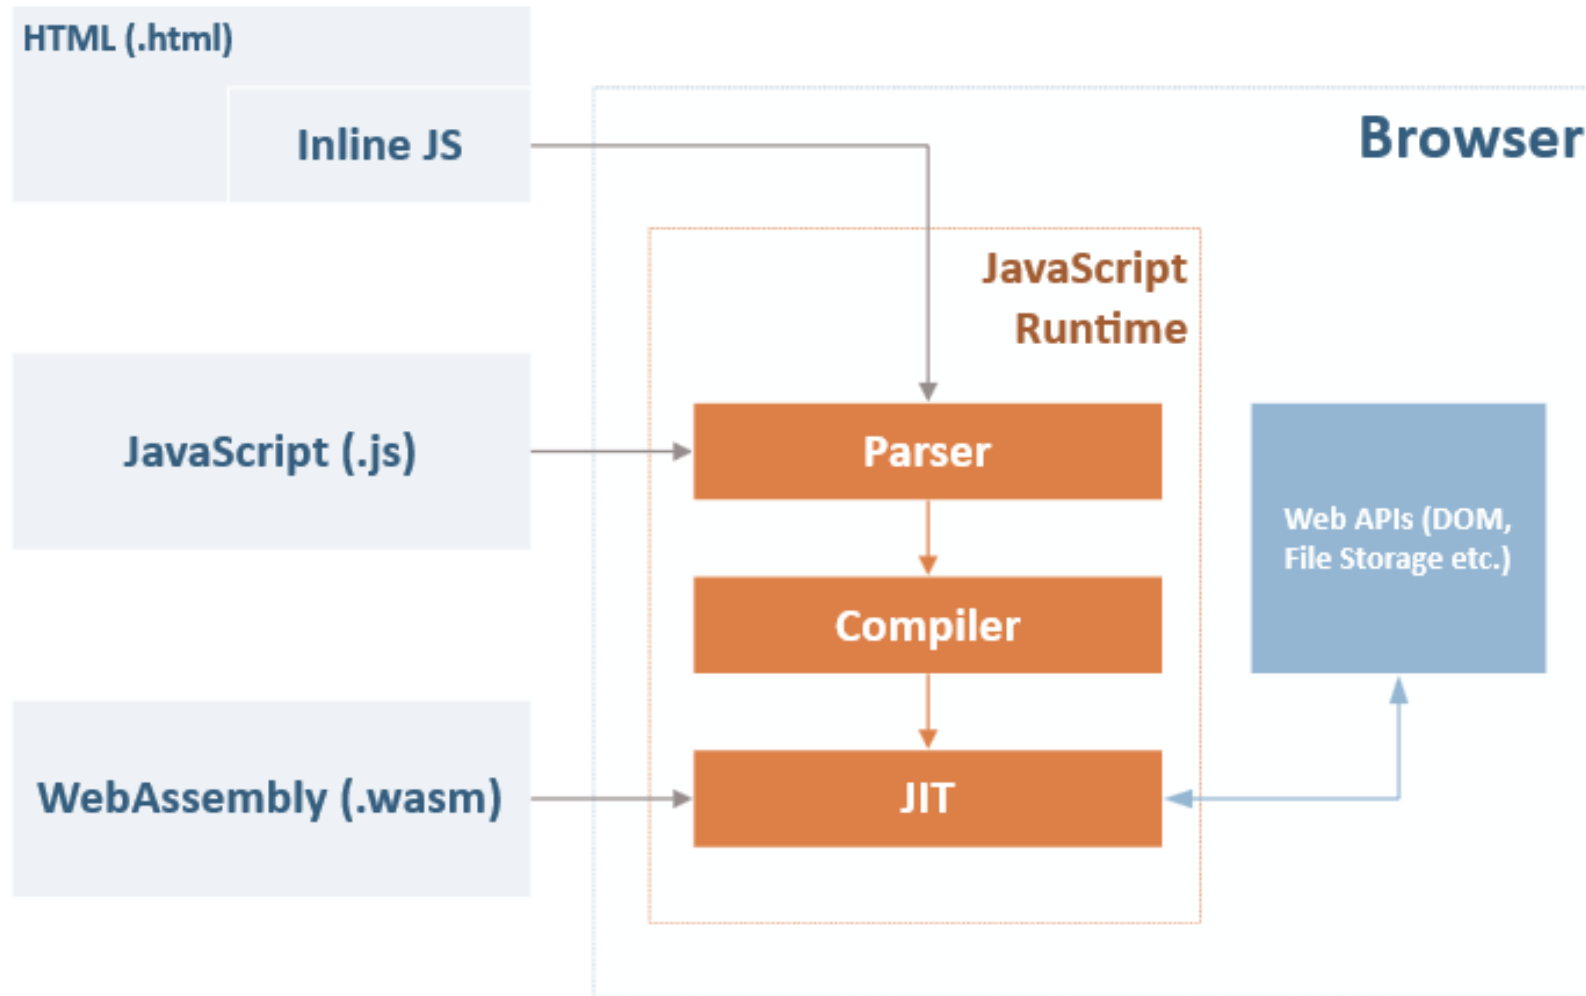 HTML (.html)
Inline JS
Browser
JavaScript
Runtime
JavaScript (.js)
Parser
Web APIs (DOM,
File Storage etc.)
Compiler
WebAssembly (.wasm)
JIT